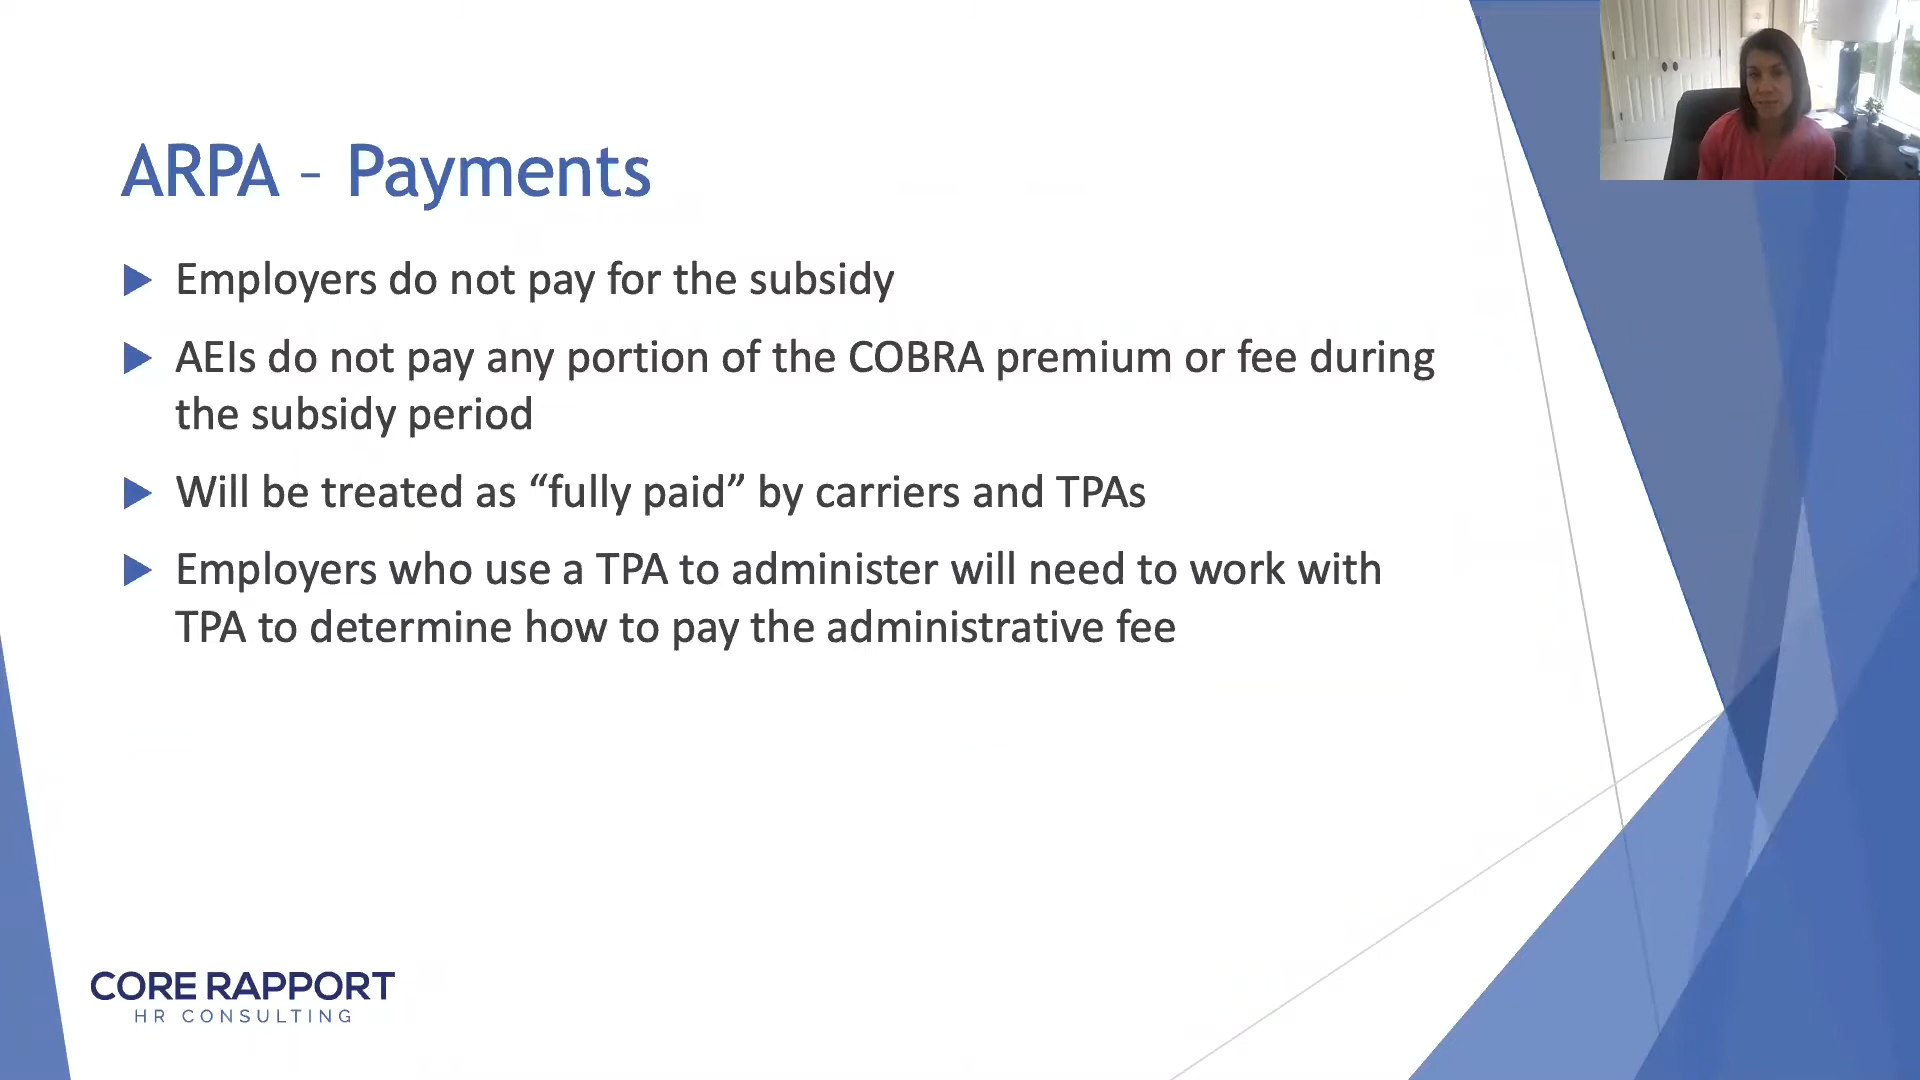 ARPA – Payments
Employers do not pay for the subsidy
AEIs do not pay any portion of the COBRA premium or fee during
the subsidy period
Will be treated as “fully paid” by carriers and TPAs
Employers who use a TPA to administer will need to work with
TPA to determine how to pay the administrative fee
CORE RAPPORT
HR CONSULTING